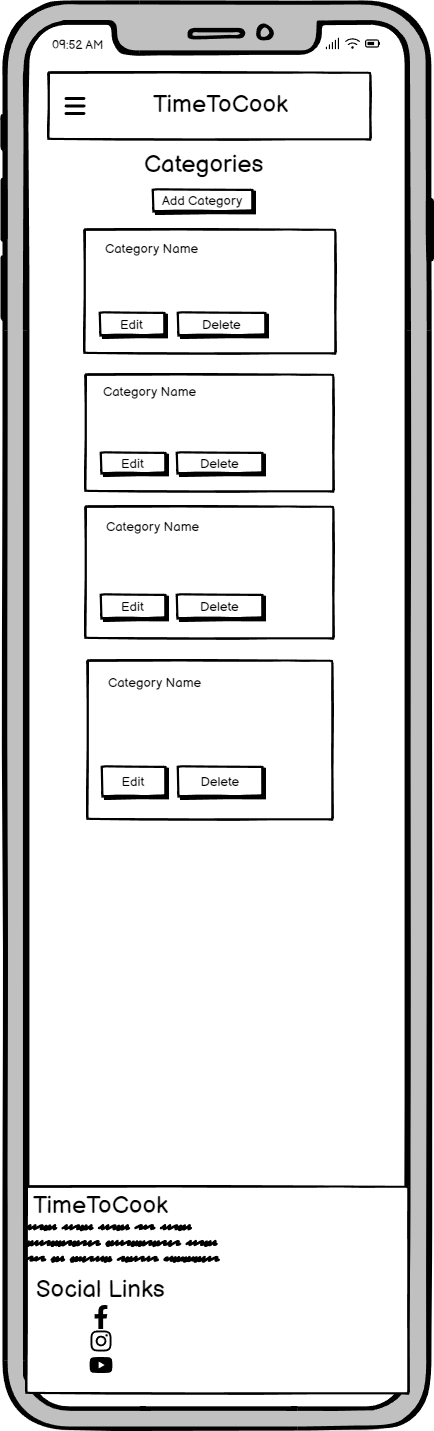 09:52 AM
TimeToCook
Categories
Add Category
Category Name
Edit Delete
Category Name
Edit Delete
Category Name
Edit Delete
Category Name
Edit Delete
TimeToCook
Social Links